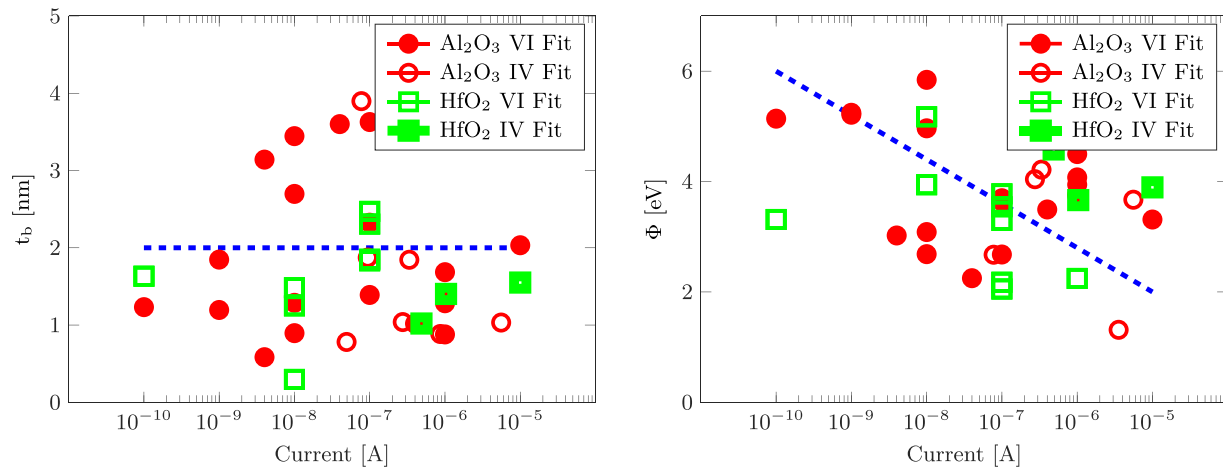 5
4
3
2
1
0
t_b [nm]
10⁻¹⁰ 10⁻⁹ 10⁻⁸ 10⁻⁷ 10⁻⁶ 10⁻⁵
Current [A]
Al₂O₃ VI Fit
Al₂O₃ IV Fit
HfO₂ VI Fit
HfO₂ IV Fit
6
4
2
0
Φ [eV]
10⁻¹⁰ 10⁻⁹ 10⁻⁸ 10⁻⁷ 10⁻⁶ 10⁻⁵
Current [A]
Al₂O₃ VI Fit
Al₂O₃ IV Fit
HfO₂ VI Fit
HfO₂ IV Fit